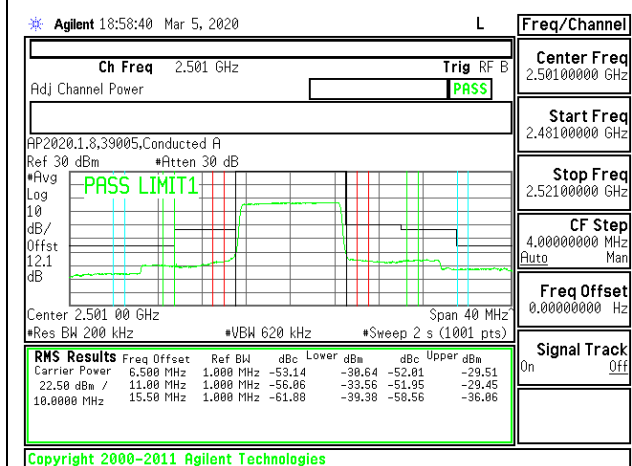 Agilent 18:58:40 Mar 5, 2020 L
Freq/Channel
Ch Freq 2.501 GHz Trig RF B
Adj Channel Power PASS
Center Freq
2.50100000 GHz
Start Freq
2.48100000 GHz
Stop Freq
2.52100000 GHz
CF Step
4.00000000 MHz
Auto Man
Freq Offset
0.00000000 Hz
Signal Track
On Off
AP2020.1.8,39005,Conducted A
Ref 30 dBm #Atten 30 dB
#Avg
Log
10
dB/
Offst
12.1
dB
PASS LIMIT1
Center 2.501 00 GHz Span 40 MHz
#Res BW 200 kHz #VBW 620 kHz #Sweep 2 s (1001 pts)
RMS Results Freq Offset Ref BW dBc Lower dBm dBc Upper dBm
Carrier Power 6.500 MHz 1.000 MHz -53.14 -30.64 -52.01 -29.51
22.50 dBm / 11.00 MHz 1.000 MHz -56.06 -33.56 -51.95 -29.45
10.0000 MHz 15.50 MHz 1.000 MHz -61.88 -39.38 -58.56 -36.06
Copyright 2000-2011 Agilent Technologies